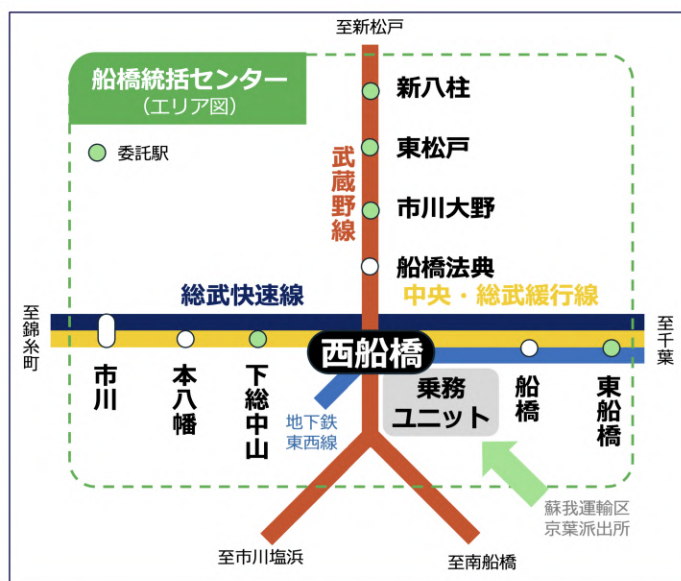 至新松戸
船橋統括センター
（エリア図）
委託駅
新八柱
東松戸
市川大野
船橋法典
武蔵野線
総武快速線
中央・総武緩行線
至錦糸町
至千葉
西船橋
市川
本八幡
下総中山
地下鉄
東西線
乗務
ユニット
船橋
東船橋
蘇我運輸区
京葉派出所
至市川塩浜
至南船橋